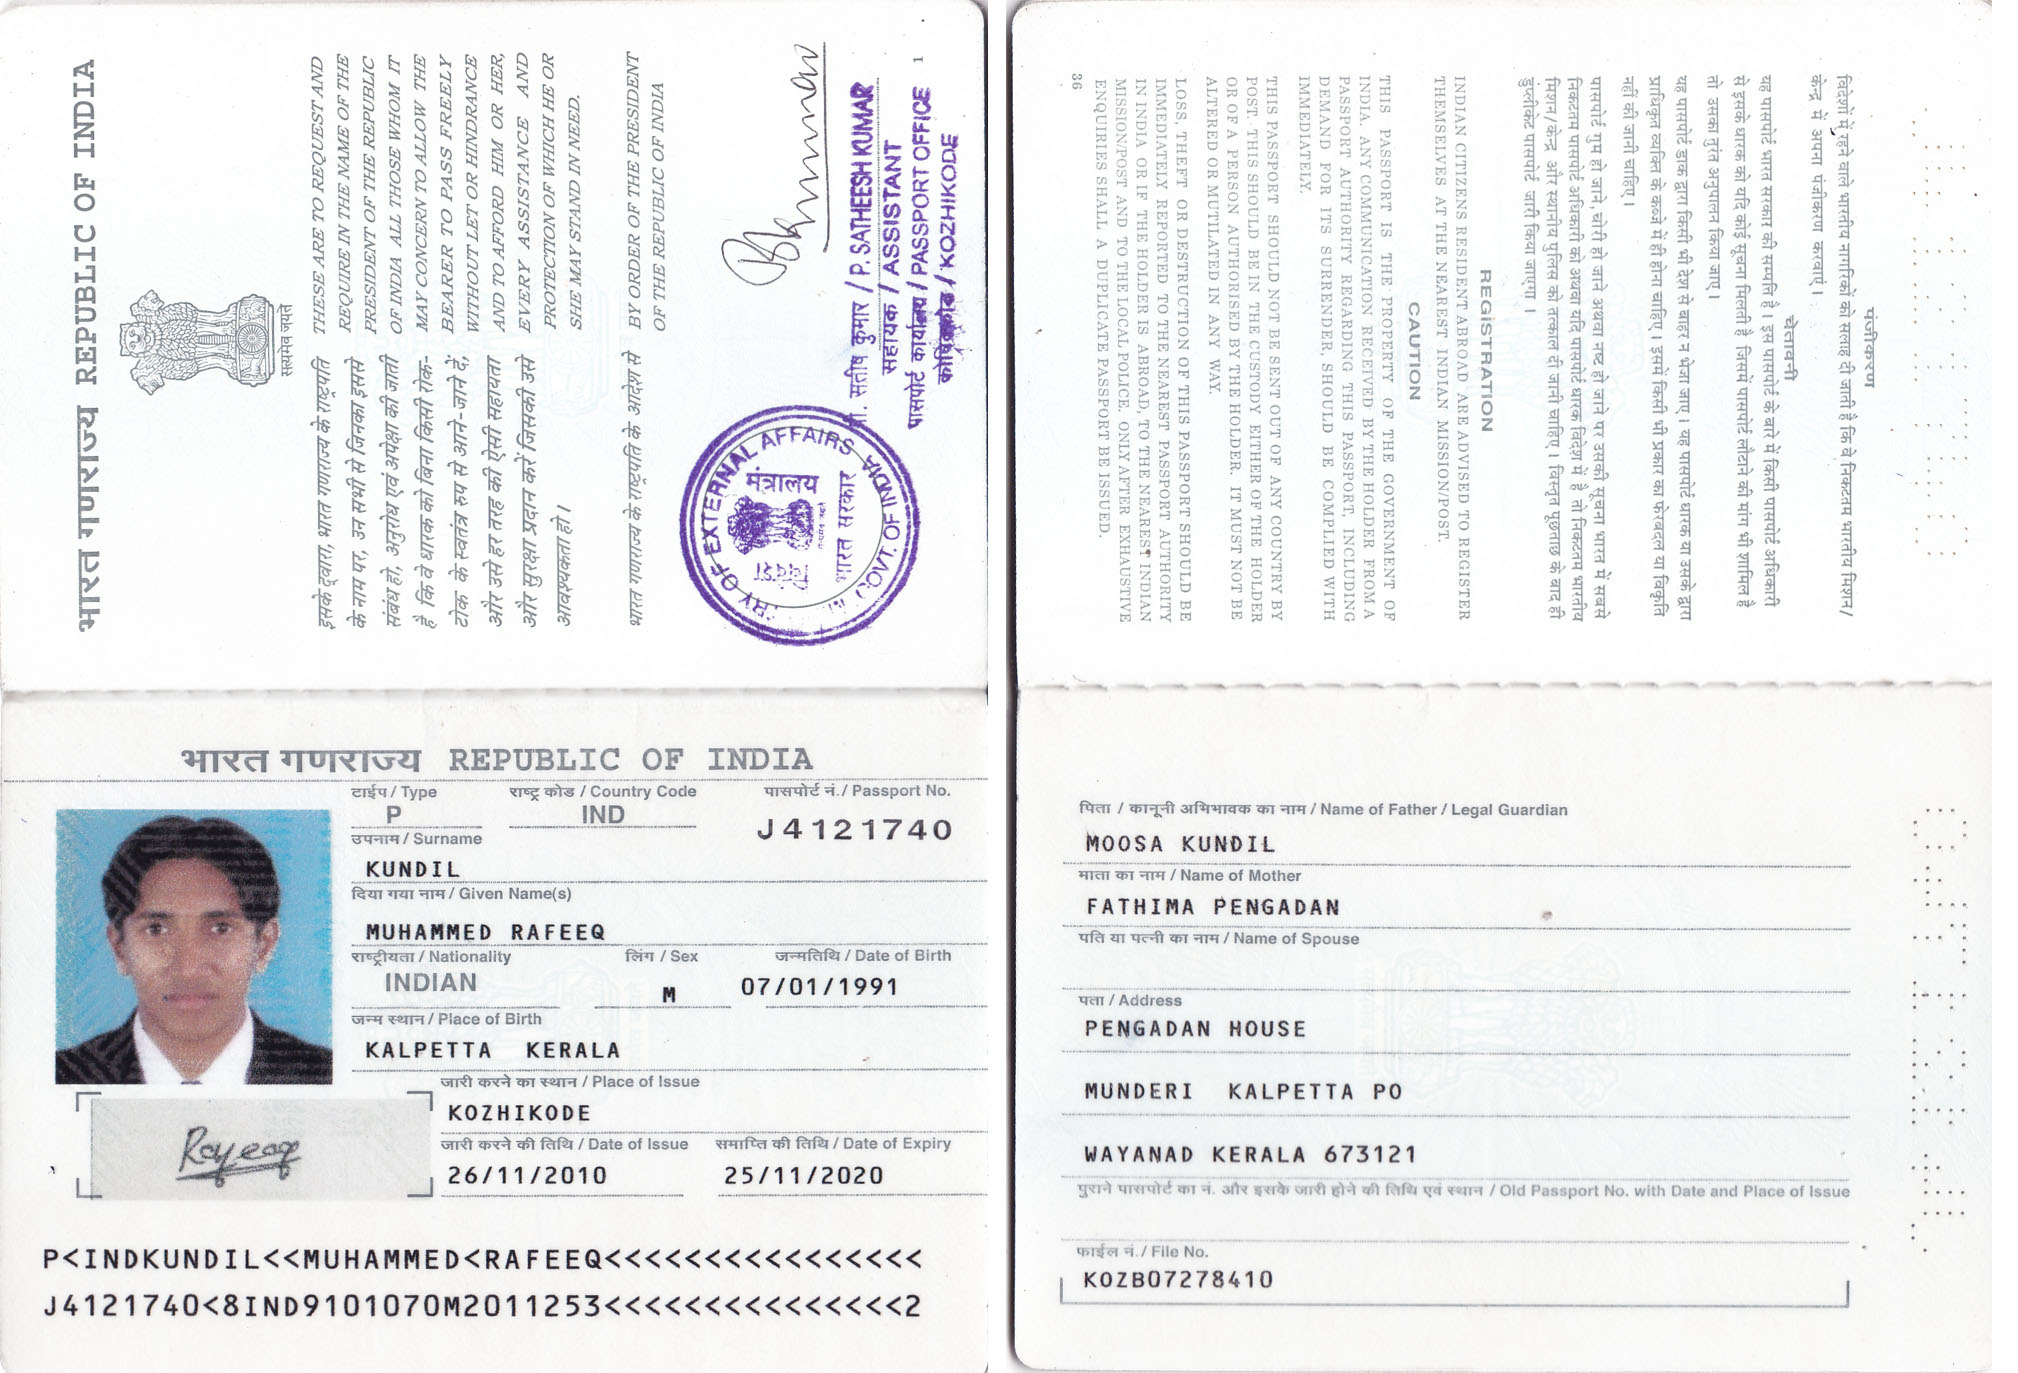 भारत गणराज्य REPUBLIC OF INDIA
सत्यमेव जयते
इसके द्वारा, भारत गणराज्य के राष्ट्रपति
के नाम पर, उन सभी से जिनका इससे
संबंध हो, अनुरोध एवं अपेक्षा की जाती
है कि वे धारक को बिना किसी रोक-
टोक के स्वतंत्र रुप से आने-जाने दें,
और उसे हर तरह की ऐसी सहायता
और सुरक्षा प्रदान करें जिसकी उसे
आवश्यकता हो।
THESE ARE TO REQUEST AND
REQUIRE IN THE NAME OF THE
PRESIDENT OF THE REPUBLIC
OF INDIA ALL THOSE WHOM IT
MAY CONCERN TO ALLOW THE
BEARER TO PASS FREELY
WITHOUT LET OR HINDRANCE
AND TO AFFORD HIM OR HER,
EVERY ASSISTANCE AND
PROTECTION OF WHICH HE OR
SHE MAY STAND IN NEED.
भारत गणराज्य के राष्ट्रपति के आदेश से
BY ORDER OF THE PRESIDENT
OF THE REPUBLIC OF INDIA
पी. सतीष कुमार / P. SATHEESH KUMAR
सहायक / ASSISTANT
पासपोर्ट कार्यालय / PASSPORT OFFICE
कोषिक्कोड / KOZHIKODE
1
OF EXTERNAL AFFAIRS
GOVT. OF INDIA
विदेश मंत्रालय
भारत सरकार
भारत गणराज्य REPUBLIC OF INDIA
टाईप / Type राष्ट्र कोड / Country Code पासपोर्ट नं. / Passport No.
P IND J4121740
उपनाम / Surname
KUNDIL
दिया गया नाम / Given Name(s)
MUHAMMED RAFEEQ
राष्ट्रीयता / Nationality लिंग / Sex जन्मतिथि / Date of Birth
INDIAN M 07/01/1991
जन्म स्थान / Place of Birth
KALPETTA KERALA
जारी करने का स्थान / Place of Issue
KOZHIKODE
जारी करने की तिथि / Date of Issue समाप्ति की तिथि / Date of Expiry
26/11/2010 25/11/2020
Rafeeq
P<INDKUNDIL<<MUHAMMED<RAFEEQ<<<<<<<<<<<<<<<<
J4121740<8IND9101070M2011253<<<<<<<<<<<<<<<2
पंजीकरण
विदेशों में रहने वाले भारतीय नागरिकों को सलाह दी जाती है कि वे निकटतम भारतीय मिशन/
केन्द्र में अपना पंजीकरण करवाएं।
चेतावनी
यह पासपोर्ट भारत सरकार की सम्पत्ति है। इस पासपोर्ट के बारे में किसी पासपोर्ट अधिकारी
से इसके धारक को यदि कोई सूचना मिलती है जिसमें पासपोर्ट लौटाने की मांग भी शामिल है
तो उसका तुरंत अनुपालन किया जाए।
यह पासपोर्ट डाक द्वारा किसी भी देश से बाहर न भेजा जाए। यह पासपोर्ट धारक या उसके द्वारा
प्राधिकृत व्यक्ति के कब्जे में ही होना चाहिए। इसमें किसी भी प्रकार का फेरबदल या विकृति
नहीं की जानी चाहिए।
पासपोर्ट गुम हो जाने, चोरी हो जाने अथवा नष्ट हो जाने पर उसकी सूचना भारत में सबसे
निकटतम पासपोर्ट अधिकारी को अथवा यदि पासपोर्ट धारक विदेश में है तो निकटतम भारतीय
मिशन/केन्द्र और स्थानीय पुलिस को तत्काल दी जानी चाहिए। विस्तृत पूछताछ के बाद ही
डुप्लीकेट पासपोर्ट जारी किया जाएगा।
REGISTRATION
INDIAN CITIZENS RESIDENT ABROAD ARE ADVISED TO REGISTER
THEMSELVES AT THE NEAREST INDIAN MISSION/POST.
CAUTION
THIS PASSPORT IS THE PROPERTY OF THE GOVERNMENT OF
INDIA. ANY COMMUNICATION RECEIVED BY THE HOLDER FROM A
PASSPORT AUTHORITY REGARDING THIS PASSPORT, INCLUDING
DEMAND FOR ITS SURRENDER, SHOULD BE COMPLIED WITH
IMMEDIATELY.
THIS PASSPORT SHOULD NOT BE SENT OUT OF ANY COUNTRY BY
POST. THIS SHOULD BE IN THE CUSTODY EITHER OF THE HOLDER
OR OF A PERSON AUTHORISED BY THE HOLDER. IT MUST NOT BE
ALTERED OR MUTILATED IN ANY WAY.
LOSS, THEFT OR DESTRUCTION OF THIS PASSPORT SHOULD BE
IMMEDIATELY REPORTED TO THE NEAREST PASSPORT AUTHORITY
IN INDIA OR IF THE HOLDER IS ABROAD, TO THE NEAREST INDIAN
MISSION/POST AND TO THE LOCAL POLICE. ONLY AFTER EXHAUSTIVE
ENQUIRIES SHALL A DUPLICATE PASSPORT BE ISSUED.
36
पिता / कानूनी अभिभावक का नाम / Name of Father / Legal Guardian
MOOSA KUNDIL
माता का नाम / Name of Mother
FATHIMA PENGADAN
पति या पत्नी का नाम / Name of Spouse
पता / Address
PENGADAN HOUSE
MUNDERI KALPETTA PO
WAYANAD KERALA 673121
पुराने पासपोर्ट का नं. और इसके जारी होने की तिथि एवं स्थान / Old Passport No. with Date and Place of Issue
फाईल नं. / File No.
KOZB07278410